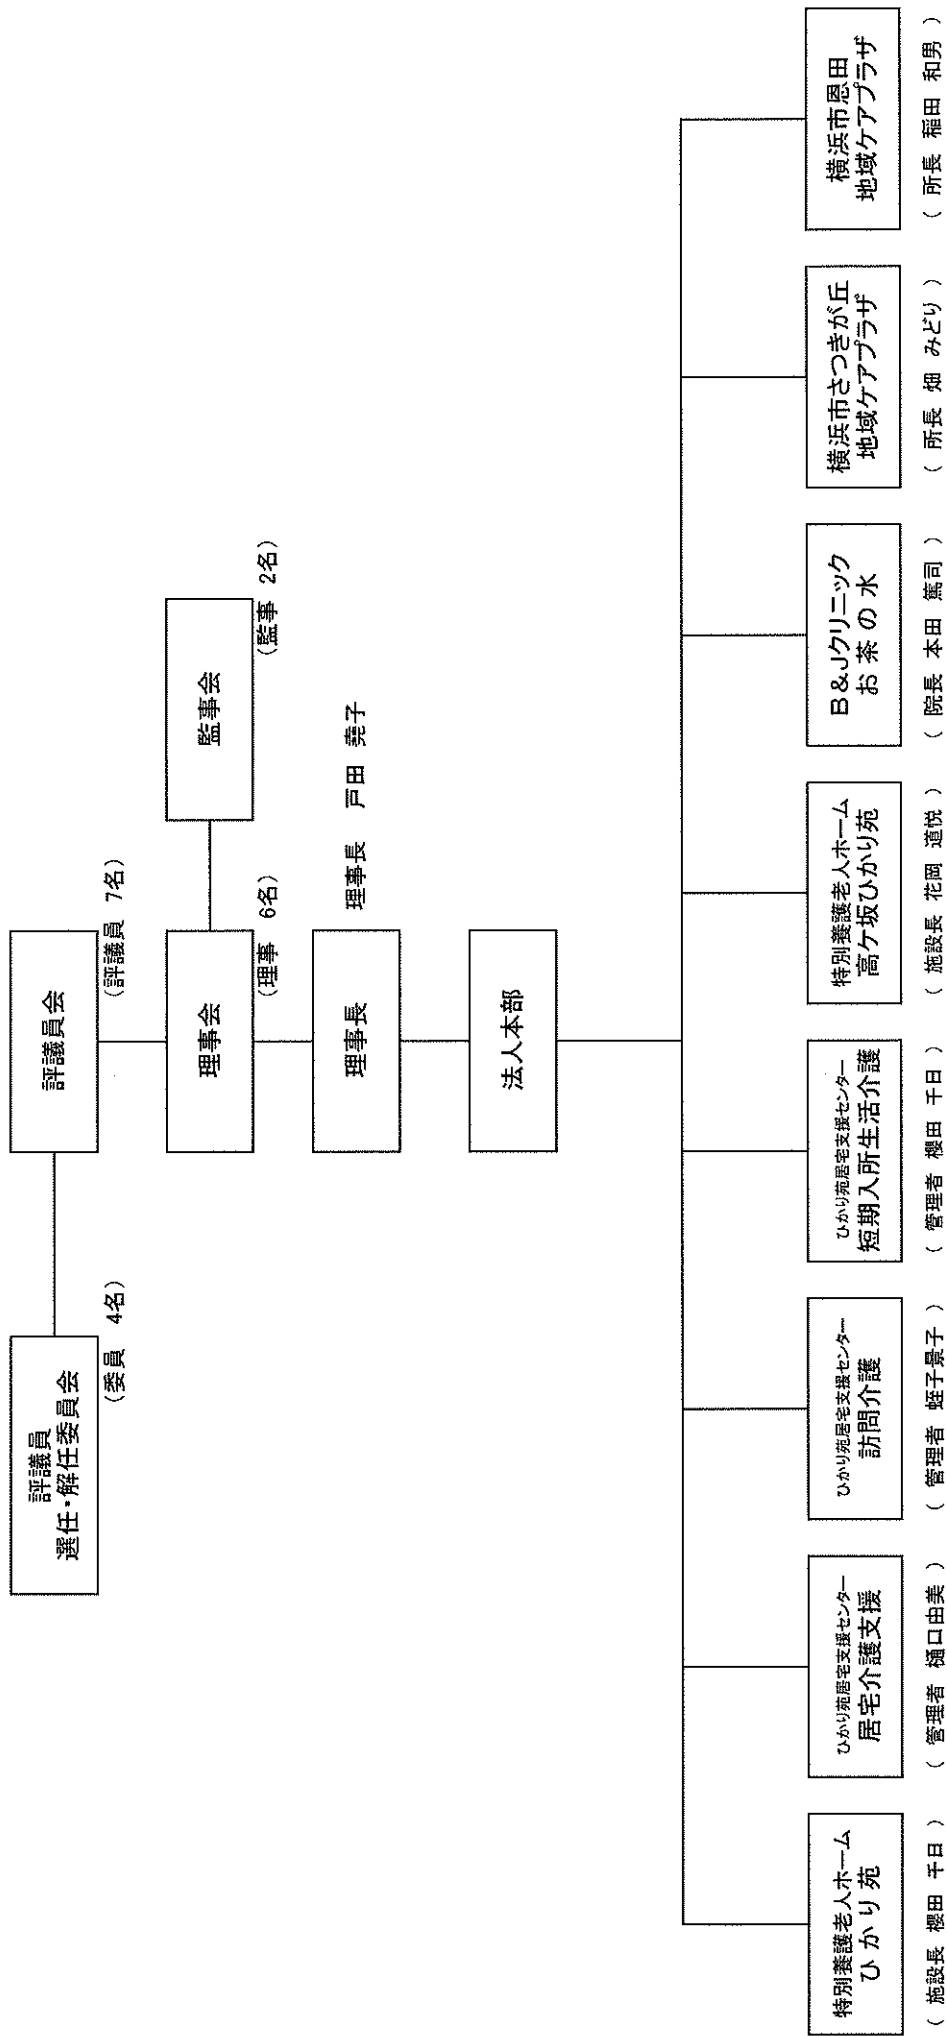 評議員
選任・解任委員会
(委員 4名)
評議員会
(評議員 7名)
理事会
(理事 6名)
監事会
(監事 2名)
理事長
理事長 戸田 堯子
法人本部
特別養護老人ホーム
ひかり苑
( 施設長 櫻田 千日 )
ひかり苑居宅支援センター
居宅介護支援
( 管理者 樋口由美 )
ひかり苑居宅支援センター
訪問介護
( 管理者 蛭子景子 )
ひかり苑居宅支援センター
短期入所生活介護
( 管理者 櫻田 千日 )
特別養護老人ホーム
高ケ坂ひかり苑
( 施設長 花岡 道悦 )
B&Jクリニック
お茶の水
( 院長 本田 篤司 )
横浜市さつきが丘
地域ケアプラザ
( 所長 畑 みどり )
横浜市恩田
地域ケアプラザ
( 所長 稲田 和男 )